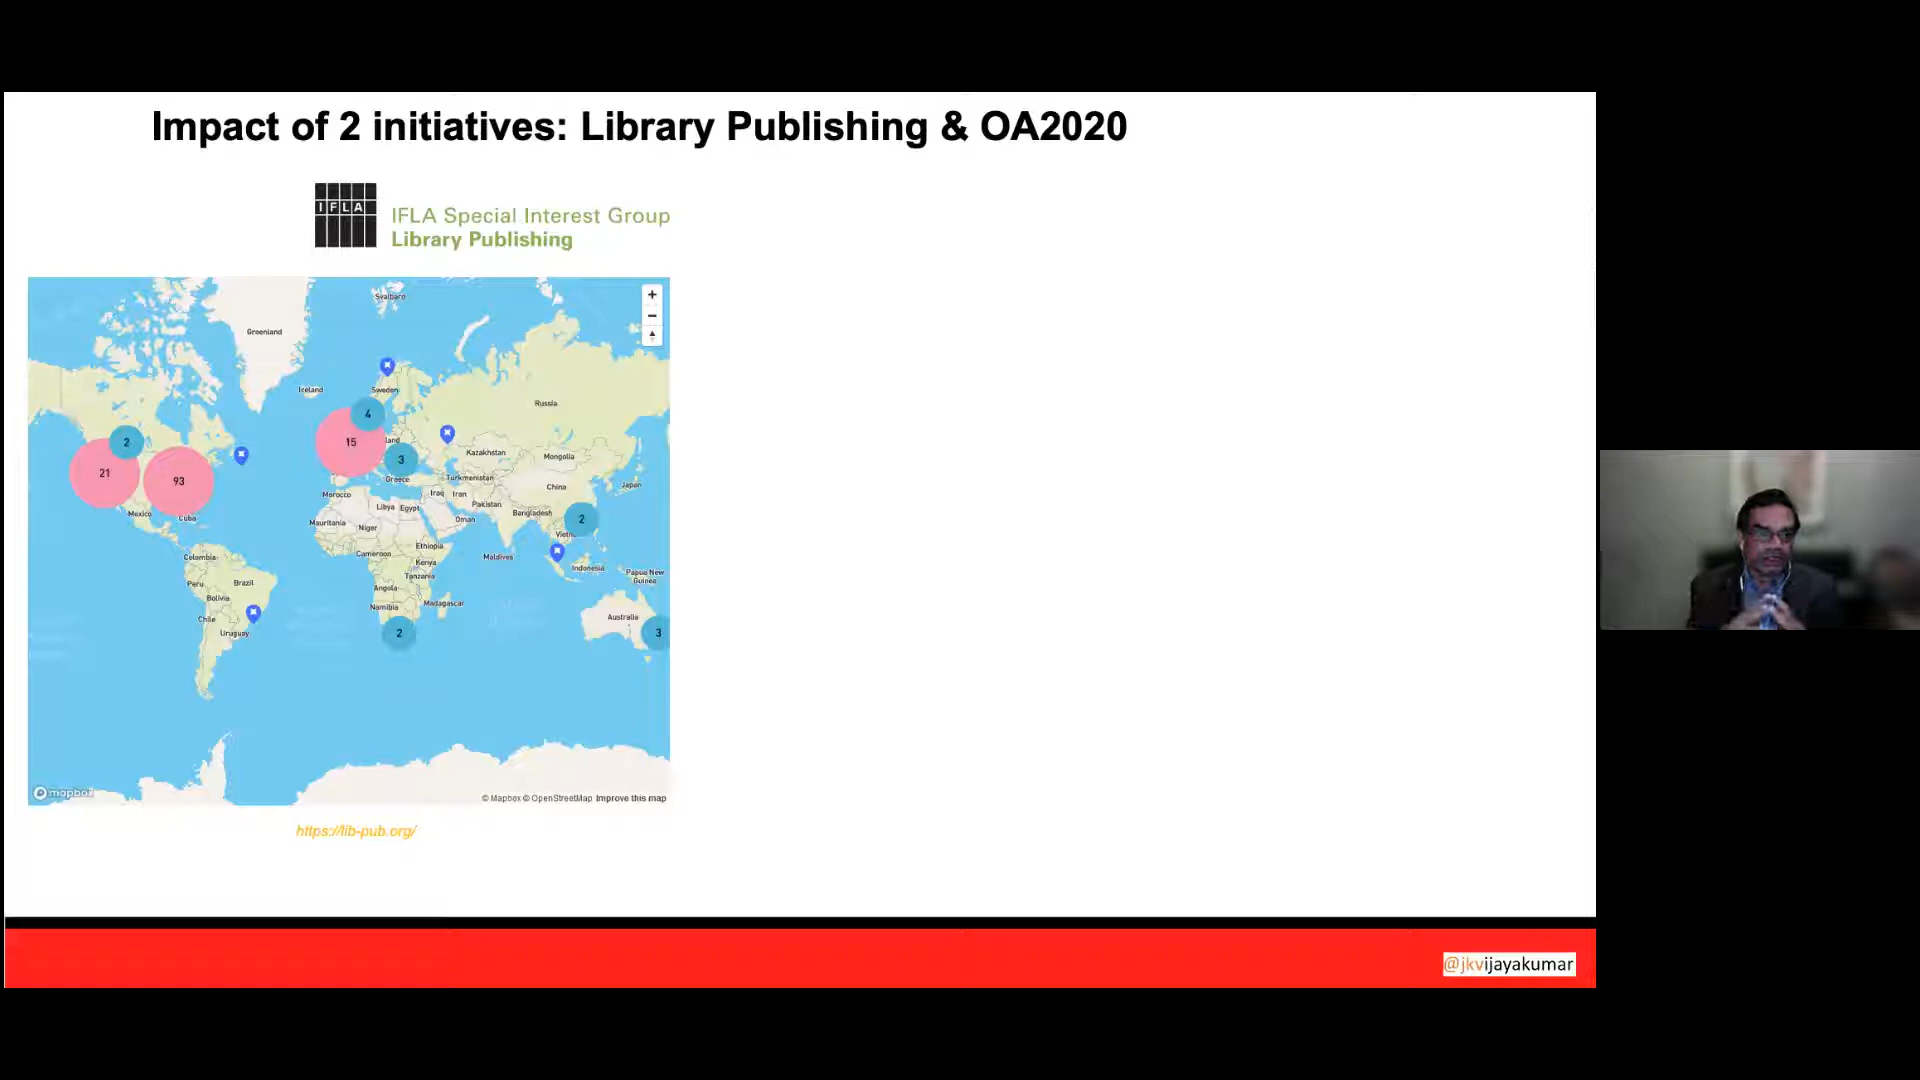 Impact of 2 initiatives: Library Publishing & OA2020
IFLA
IFLA Special Interest Group
Library Publishing
Svalbard
Greenland
Ireland
Sweden
Russia
4
15
land
2
21
93
3
Kazakhstan
Mongolia
Greece
Turkmenistan
China
Japan
Morocco
Iraq
Iran
Pakistan
Libya
Egypt
Mexico
Cuba
Mauritania
Niger
Oman
Bangladesh
2
Vietn
Colombia
Cameroon
Ethiopia
Maldives
Kenya
Indonesia
Papua New
Guinea
Peru
Brazil
Tanzania
Bolivia
Angola
Namibia
Madagascar
Chile
Uruguay
Australia
2
3
mapbox
© Mapbox © OpenStreetMap Improve this map
https://lib-pub.org/
@jkvijayakumar